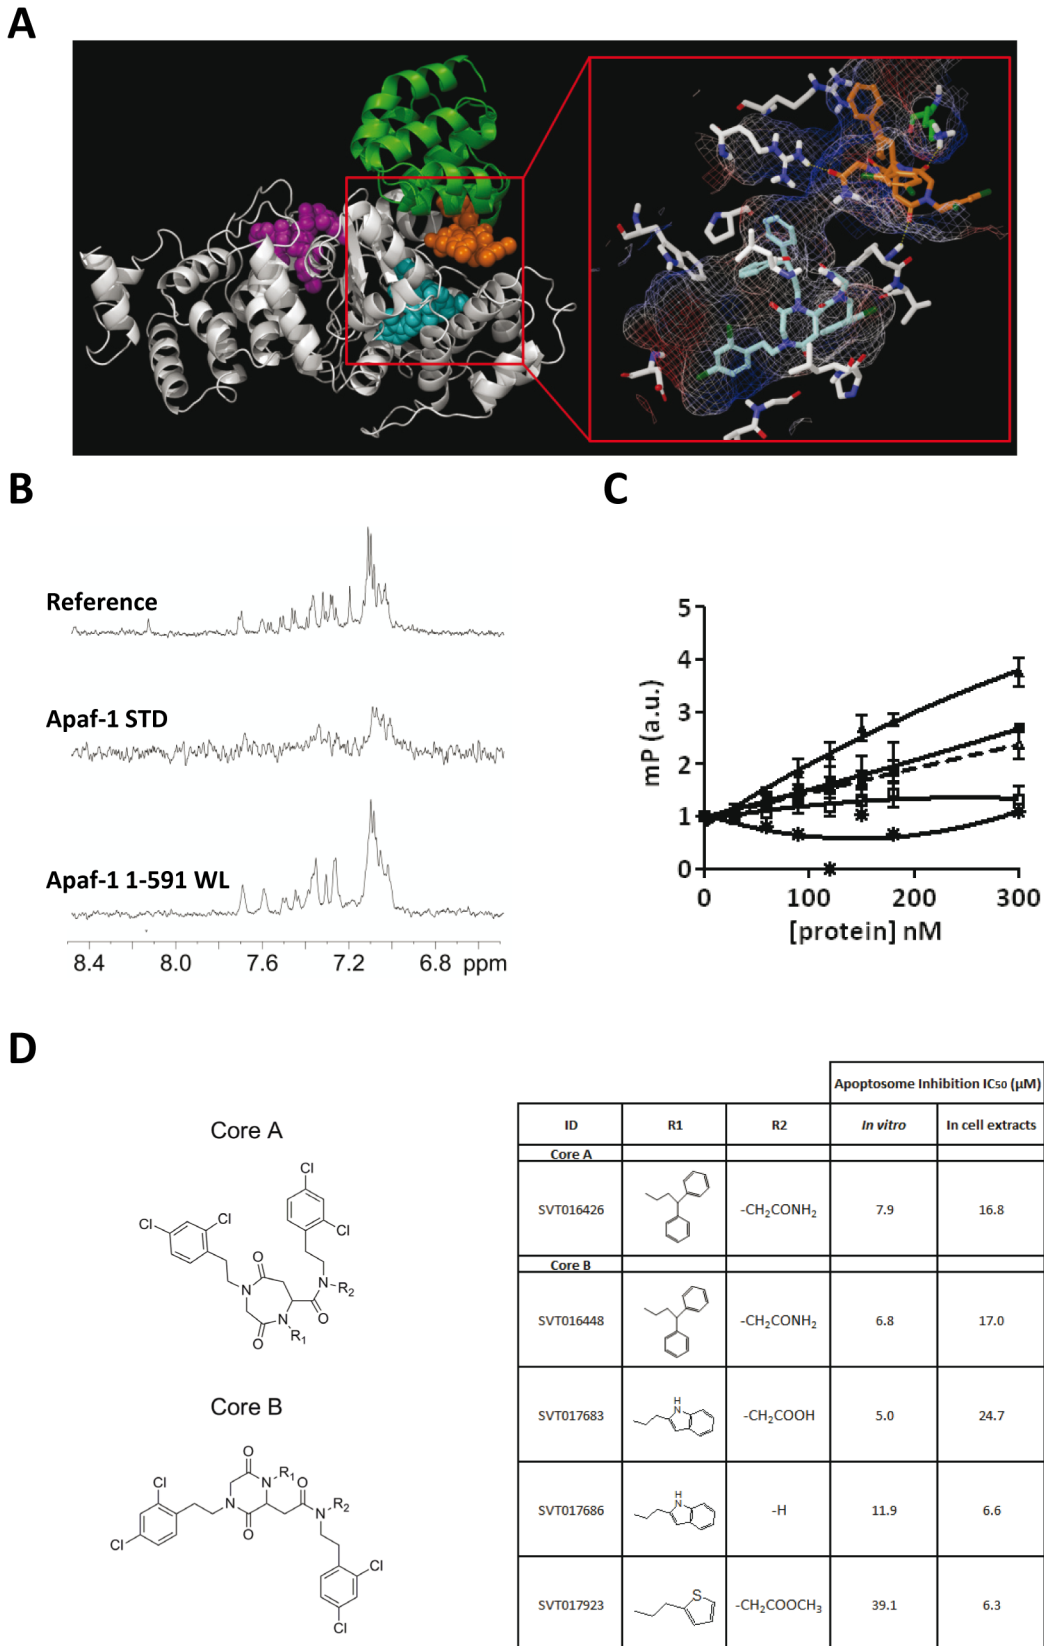 A
B
C
Reference
Apaf-1 STD
Apaf-1 1-591 WL
8.4 8.0 7.6 7.2 6.8 ppm
mP (a.u.)
5
4
3
2
1
0
0 100 200 300
[protein] nM
D
Core A
Cl
Cl
Cl
Cl
O
N
N
R2
O
N
R1
O
Core B
O
R1
N
O
Cl
N
R2
N
O
Cl
Cl
Cl
Apoptosome Inhibition IC50 (µM)
ID R1 R2 In vitro In cell extracts
Core A
SVT016426 -CH2CONH2 7.9 16.8
Core B
SVT016448 -CH2CONH2 6.8 17.0
H
N
SVT017683 -CH2COOH 5.0 24.7
H
N
SVT017686 -H 11.9 6.6
S
SVT017923 -CH2COOCH3 39.1 6.3